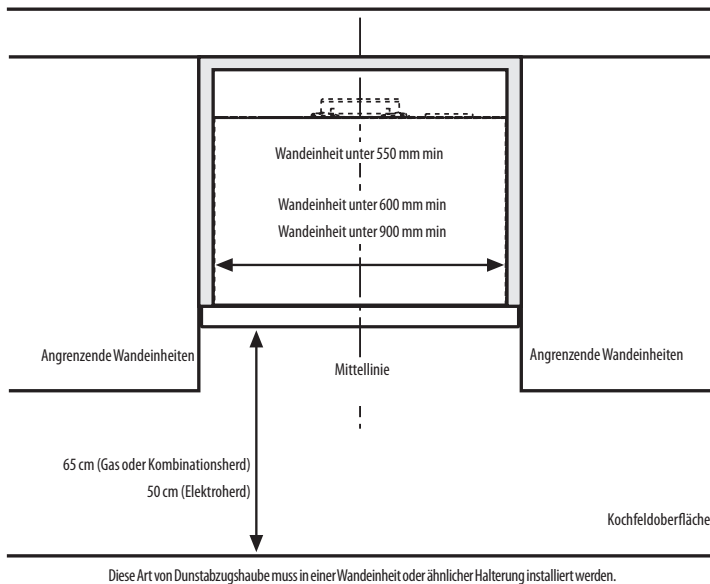 Wandeinheit unter 550 mm min
Wandeinheit unter 600 mm min
Wandeinheit unter 900 mm min
Angrenzende Wandeinheiten
Mittellinie
Angrenzende Wandeinheiten
65 cm (Gas oder Kombinationsherd)
50 cm (Elektroherd)
Kochfeldoberfläche
Diese Art von Dunstabzugshaube muss in einer Wandeinheit oder ähnlicher Halterung installiert werden.